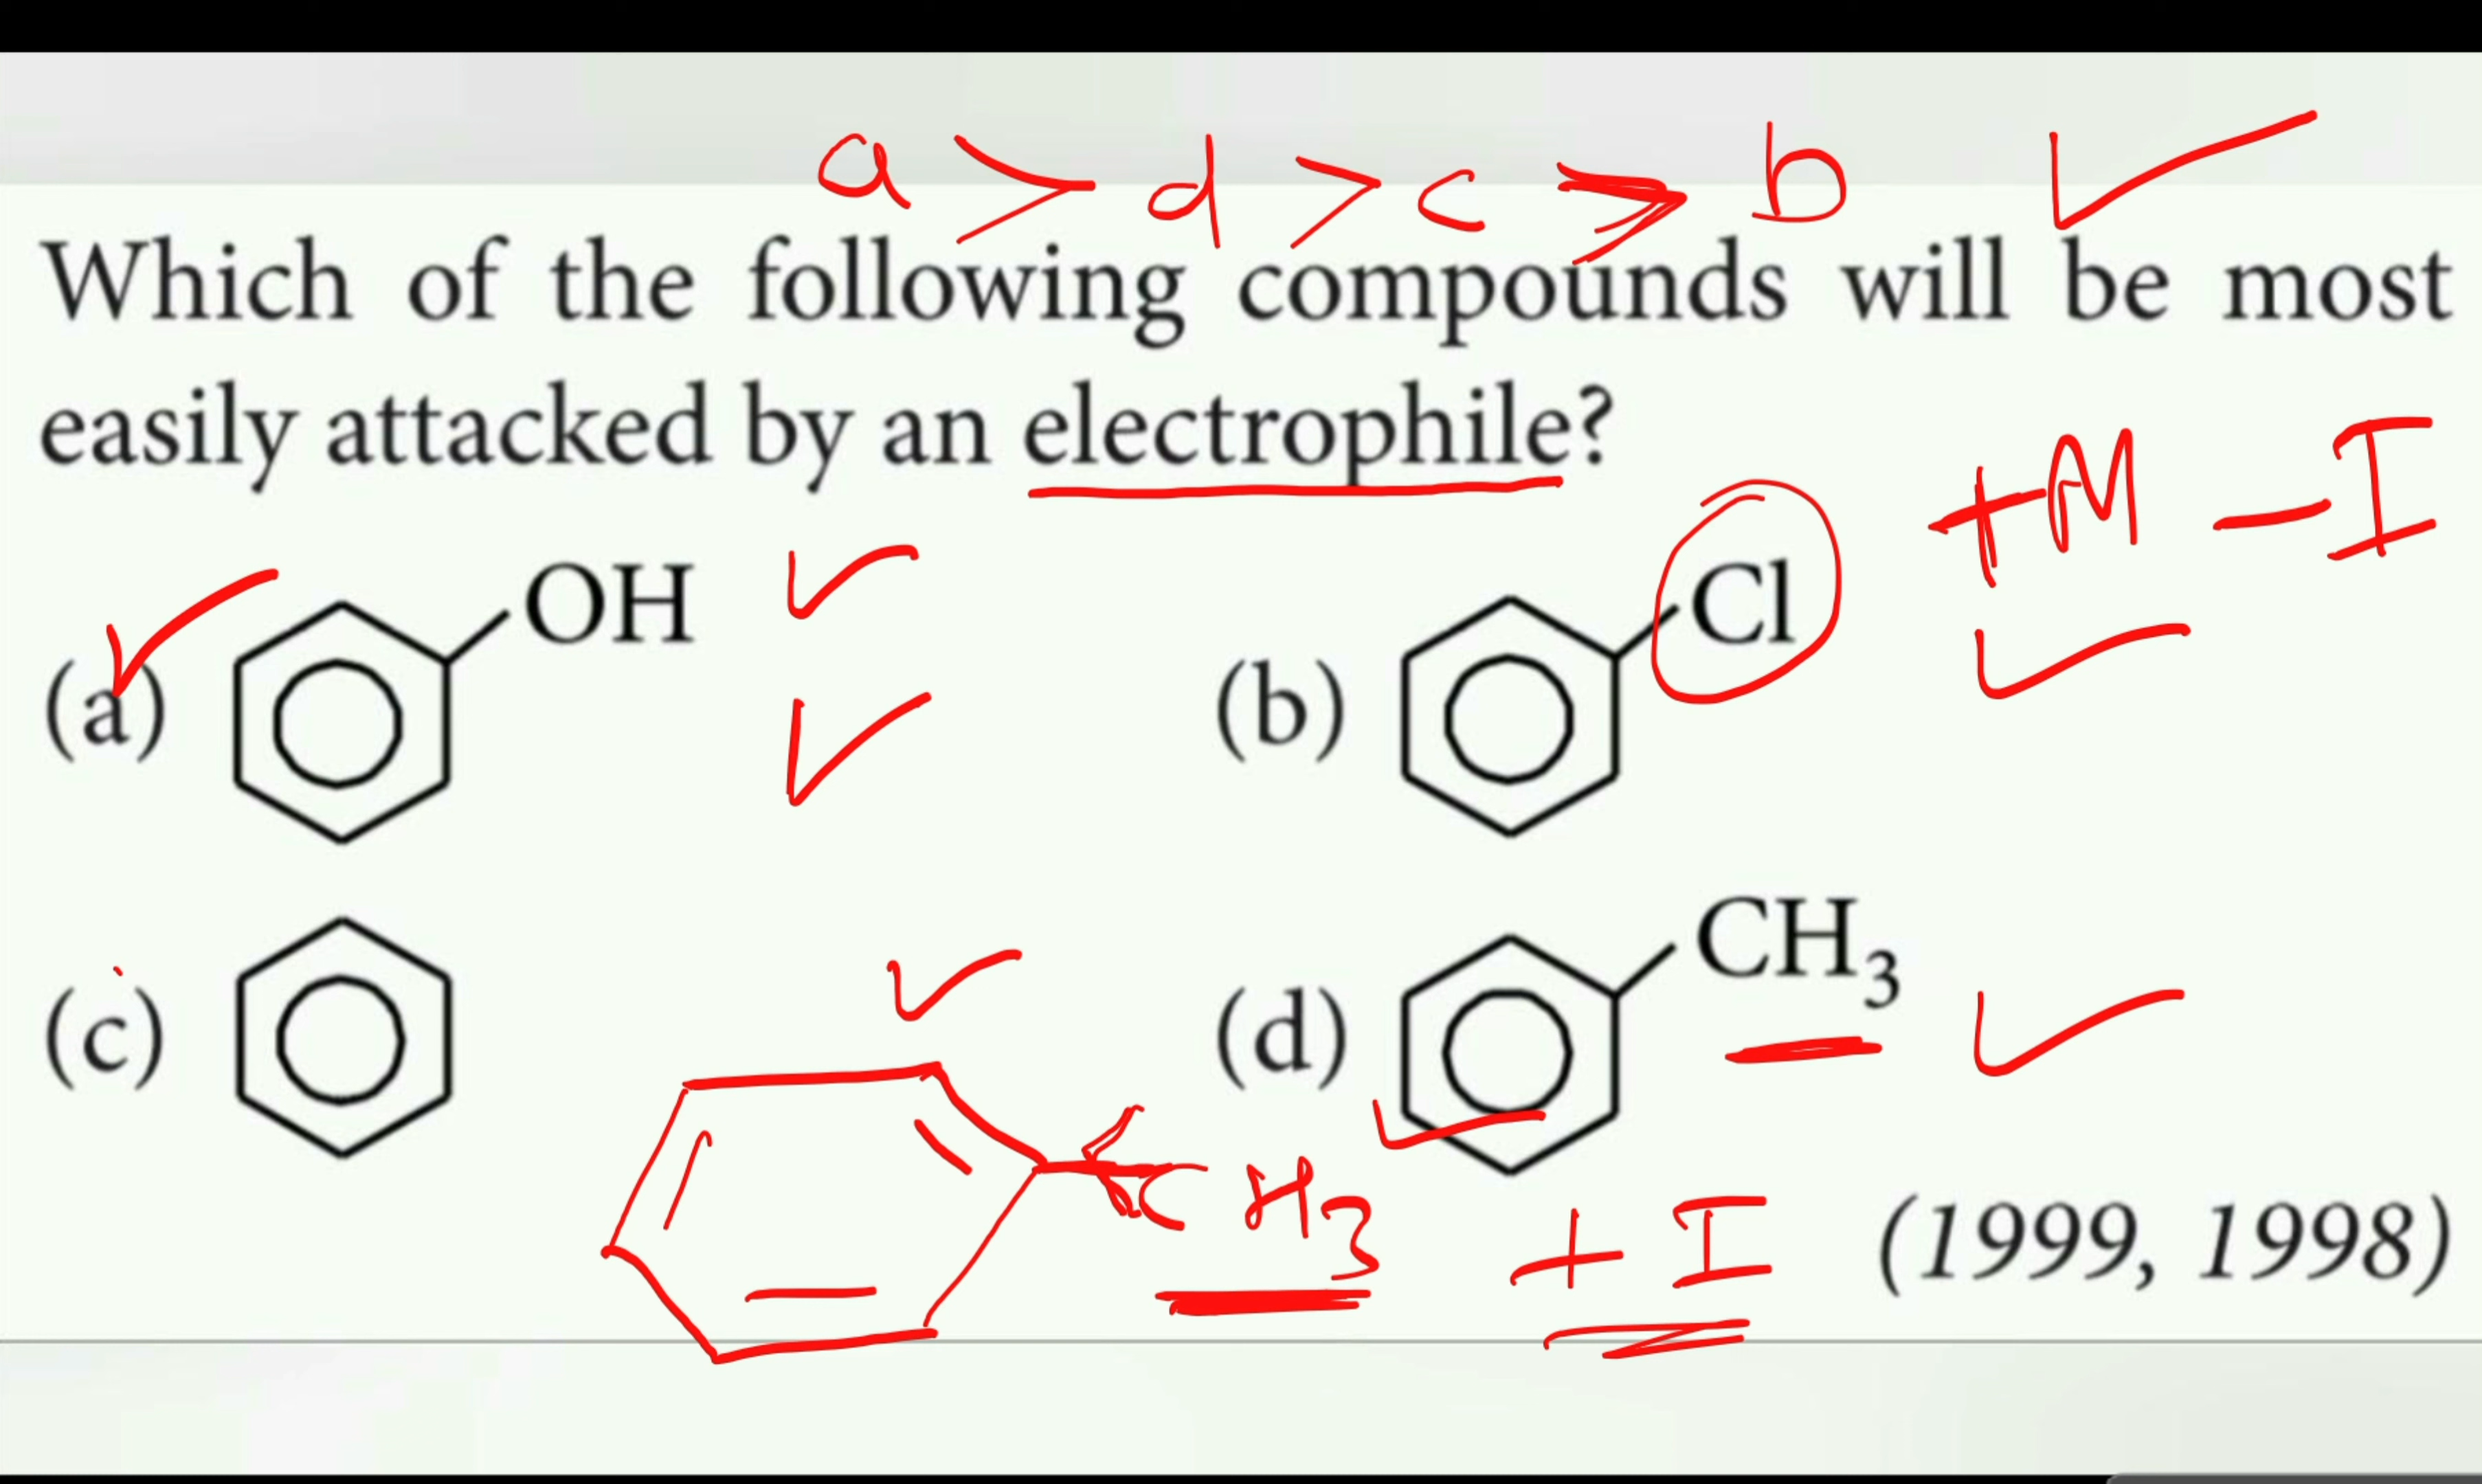 a > d > c > b
Which of the following compounds will be most
easily attacked by an electrophile?
+M -I
(a) OH
(b) Cl
(c)
(d) CH3
CH3
+I
(1999, 1998)